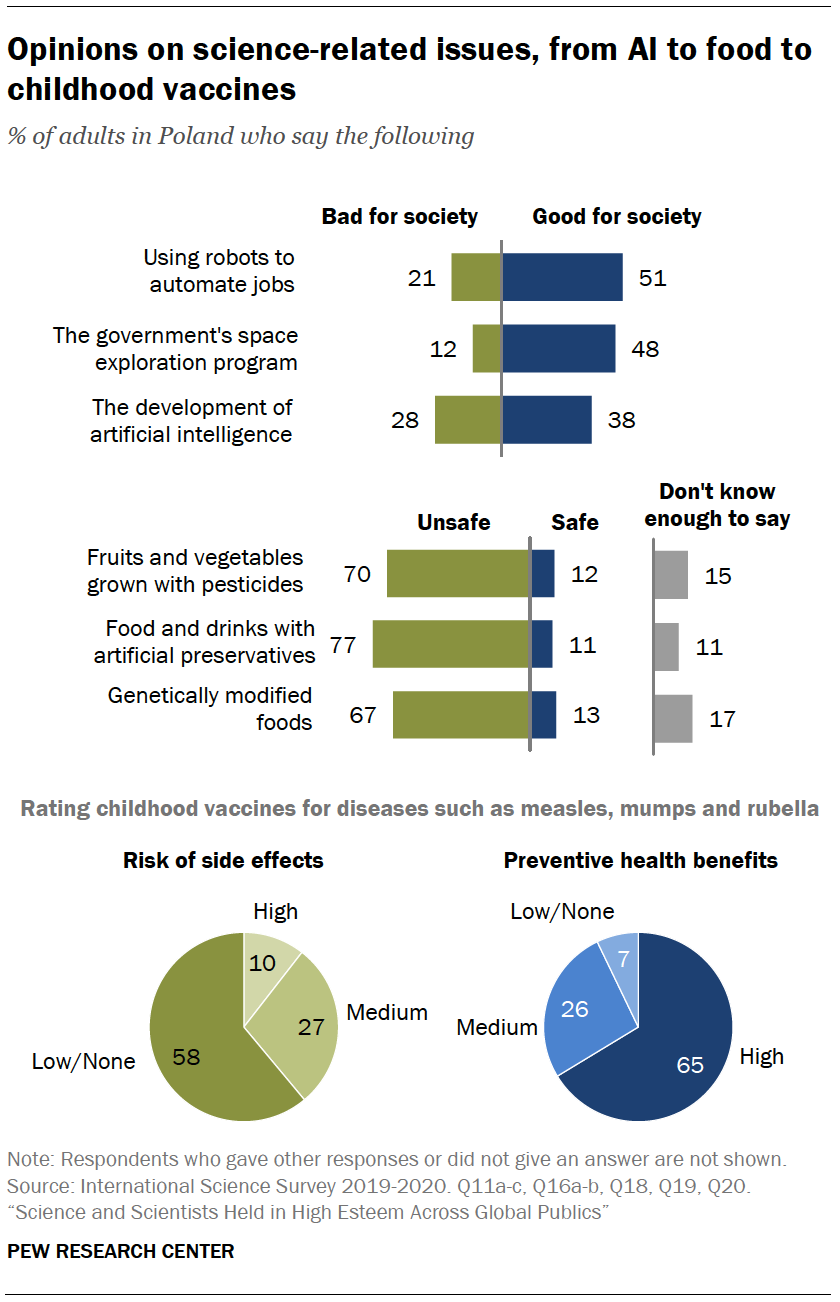 Opinions on science-related issues, from AI to food to
childhood vaccines
% of adults in Poland who say the following
Bad for society
Good for society
Using robots to
automate jobs
21
51
The government's space
exploration program
12
48
The development of
artificial intelligence
28
38
Unsafe
Safe
Don't know
enough to say
Fruits and vegetables
grown with pesticides
70
12
15
Food and drinks with
artificial preservatives
77
11
11
Genetically modified
foods
67
13
17
Rating childhood vaccines for diseases such as measles, mumps and rubella
Risk of side effects
High
10
Medium
27
Low/None
58
Preventive health benefits
Low/None
7
Medium
26
High
65
Note: Respondents who gave other responses or did not give an answer are not shown.
Source: International Science Survey 2019-2020. Q11a-c, Q16a-b, Q18, Q19, Q20.
“Science and Scientists Held in High Esteem Across Global Publics”
PEW RESEARCH CENTER